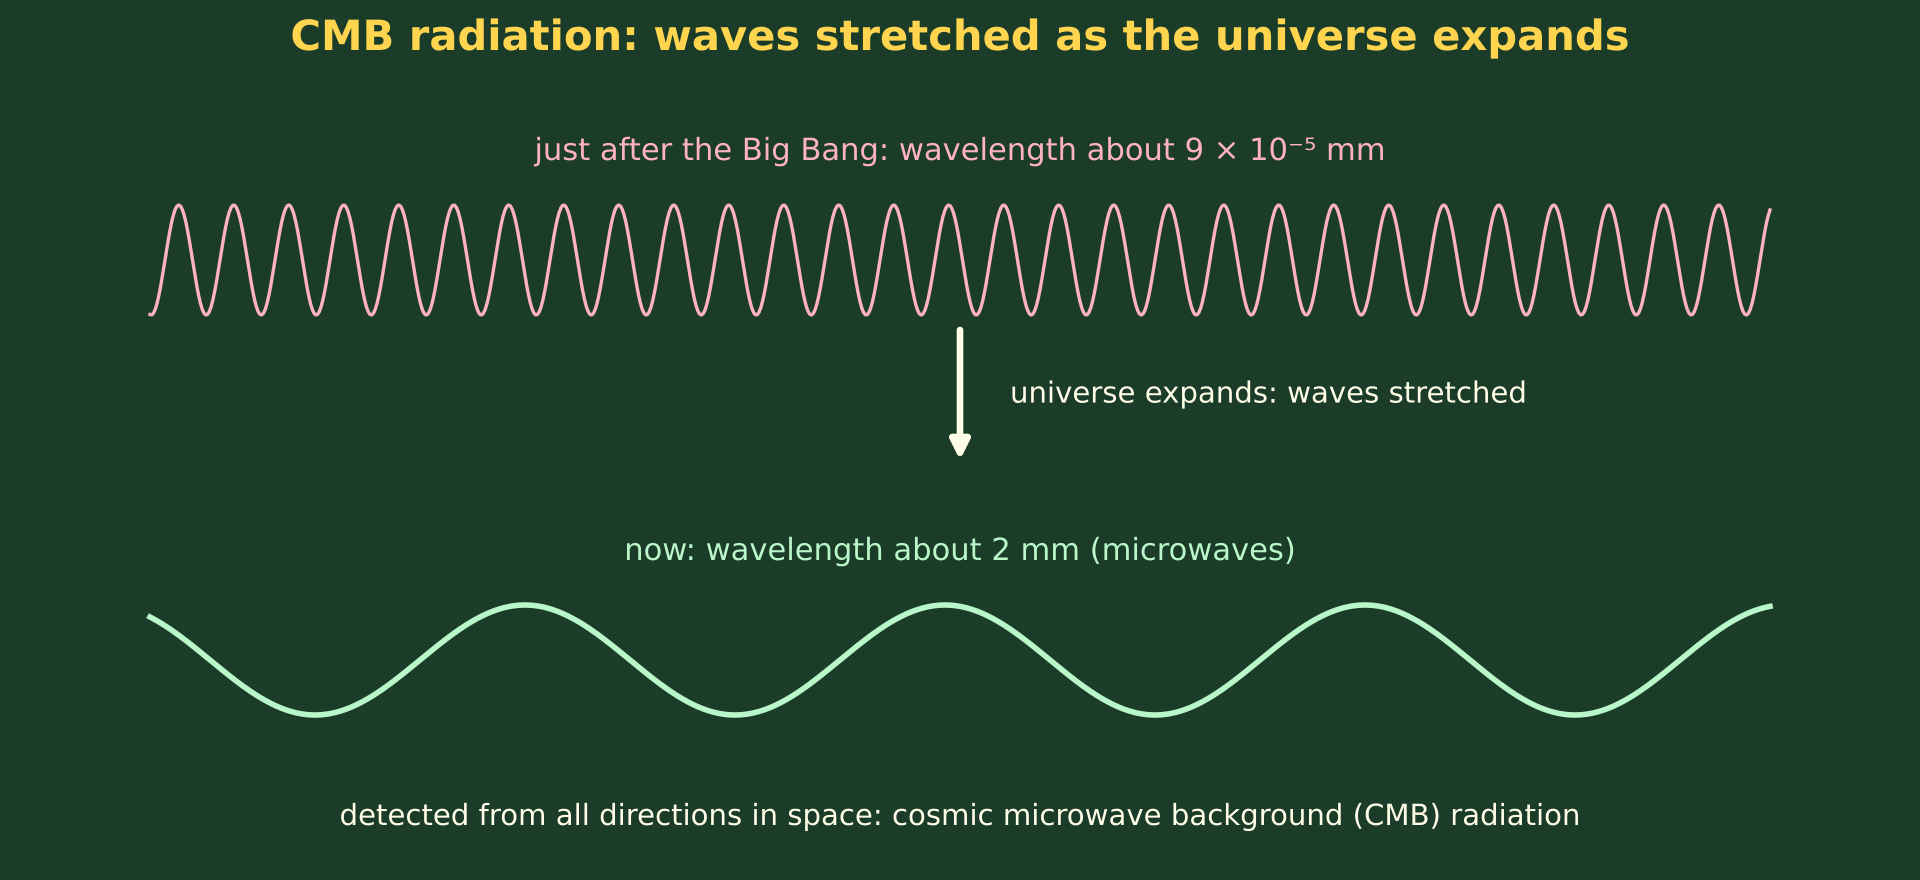 CMB radiation: waves stretched as the universe expands
just after the Big Bang: wavelength about 9 × 10⁻⁵ mm
universe expands: waves stretched
now: wavelength about 2 mm (microwaves)
detected from all directions in space: cosmic microwave background (CMB) radiation